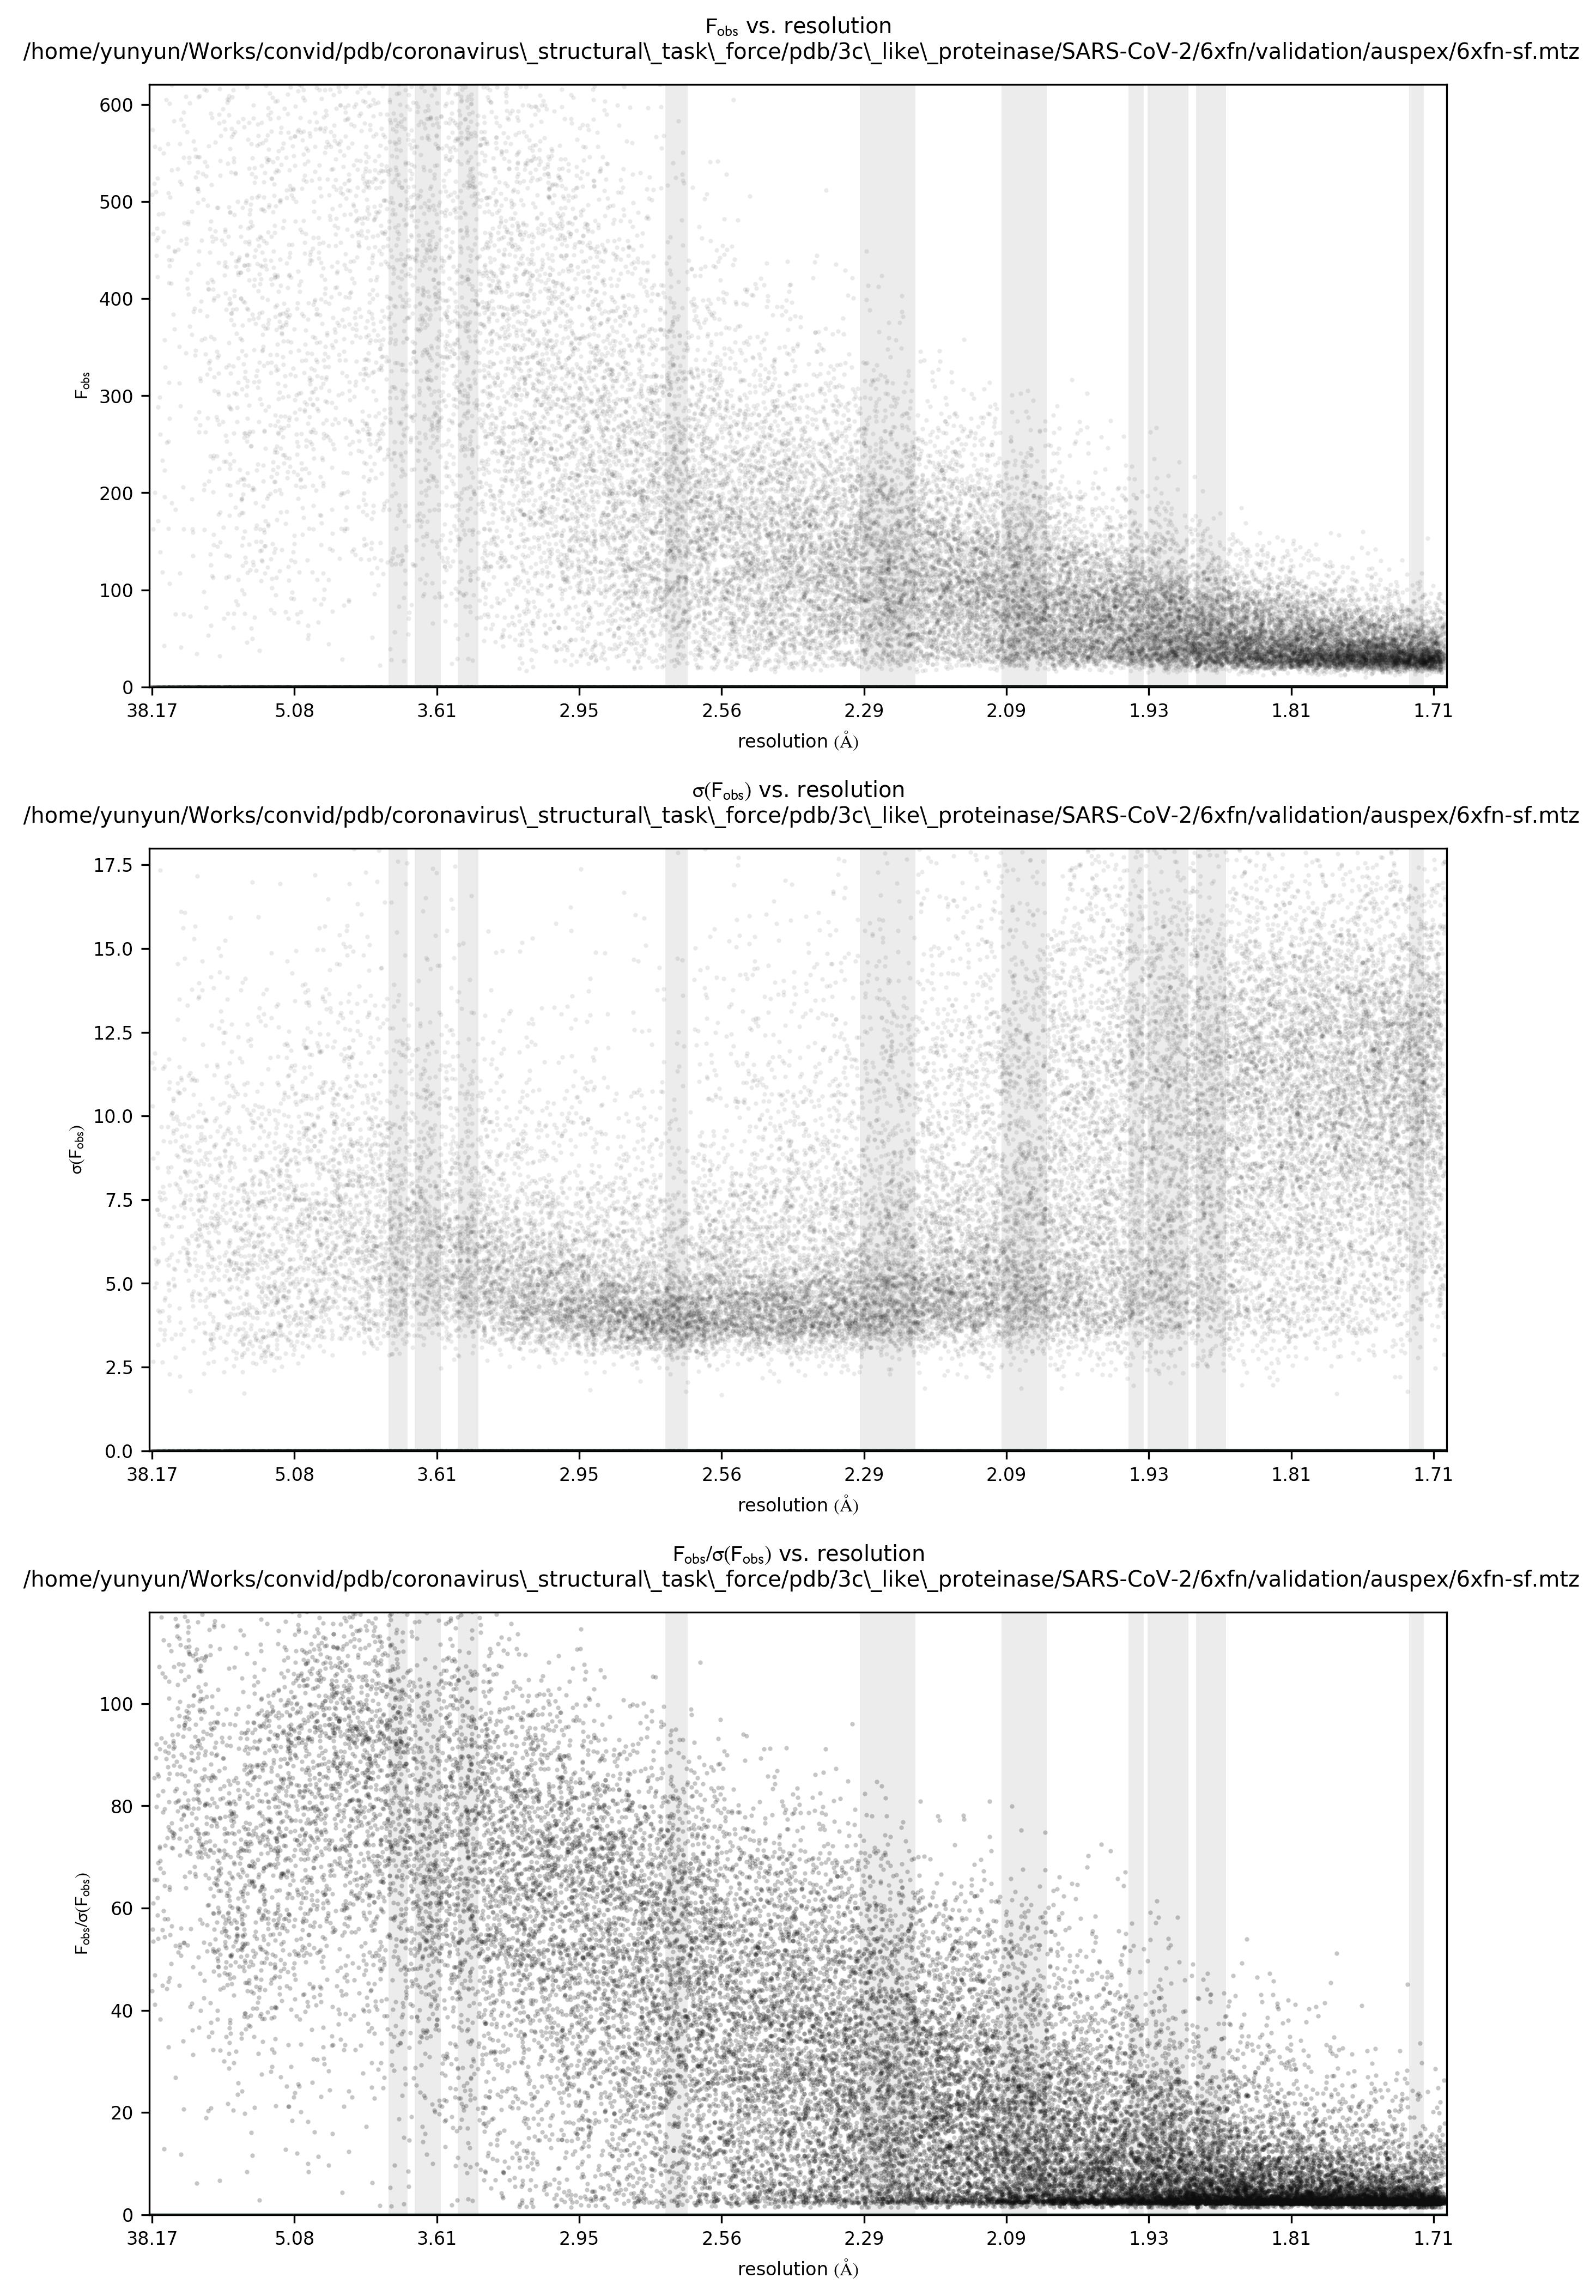 Fobs vs. resolution
/home/yunyun/Works/convid/pdb/coronavirus\_structural\_task\_force/pdb/3c\_like\_proteinase/SARS-CoV-2/6xfn/validation/auspex/6xfn-sf.mtz
600
500
400
300
200
100
0
Fobs
38.17 5.08 3.61 2.95 2.56 2.29 2.09 1.93 1.81 1.71
resolution (Å)
σ(Fobs) vs. resolution
/home/yunyun/Works/convid/pdb/coronavirus\_structural\_task\_force/pdb/3c\_like\_proteinase/SARS-CoV-2/6xfn/validation/auspex/6xfn-sf.mtz
17.5
15.0
12.5
10.0
7.5
5.0
2.5
0.0
σ(Fobs)
38.17 5.08 3.61 2.95 2.56 2.29 2.09 1.93 1.81 1.71
resolution (Å)
Fobs/σ(Fobs) vs. resolution
/home/yunyun/Works/convid/pdb/coronavirus\_structural\_task\_force/pdb/3c\_like\_proteinase/SARS-CoV-2/6xfn/validation/auspex/6xfn-sf.mtz
100
80
60
40
20
0
Fobs/σ(Fobs)
38.17 5.08 3.61 2.95 2.56 2.29 2.09 1.93 1.81 1.71
resolution (Å)